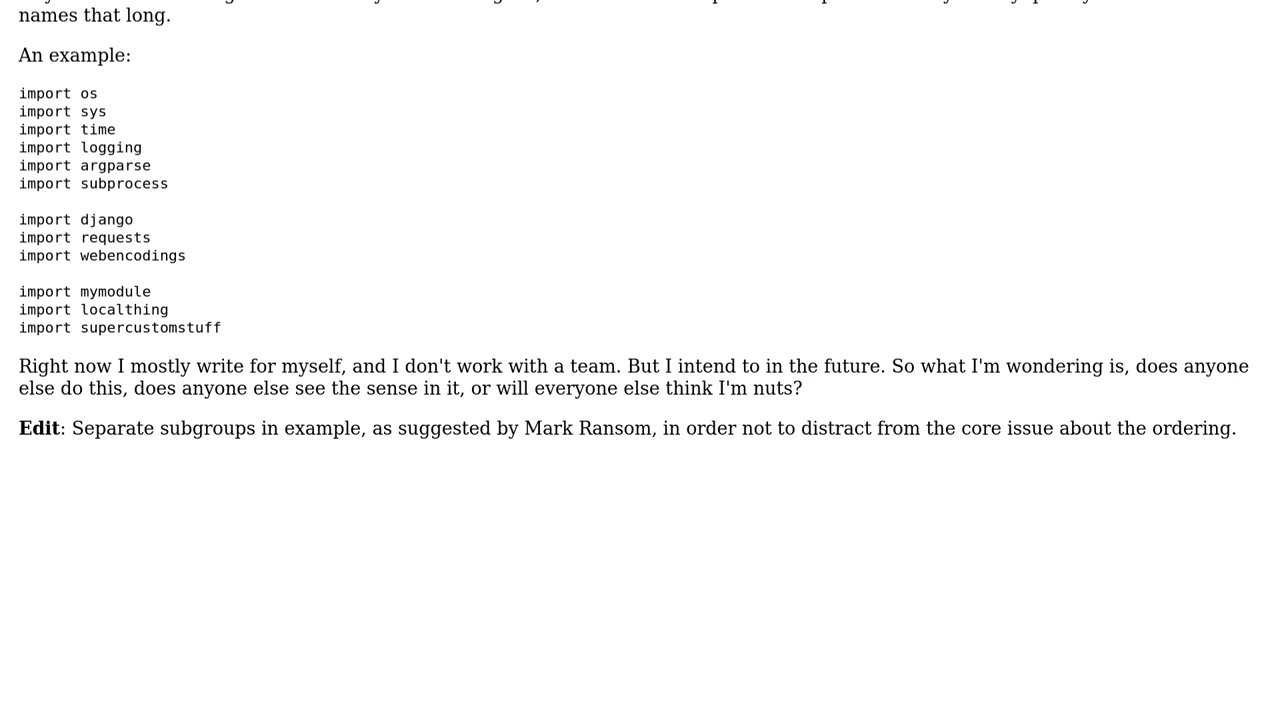 names that long.
An example:
import os
import sys
import time
import logging
import argparse
import subprocess
import django
import requests
import webencodings
import mymodule
import localthing
import supercustomstuff
Right now I mostly write for myself, and I don't work with a team. But I intend to in the future. So what I'm wondering is, does anyone
else do this, does anyone else see the sense in it, or will everyone else think I'm nuts?
Edit: Separate subgroups in example, as suggested by Mark Ransom, in order not to distract from the core issue about the ordering.